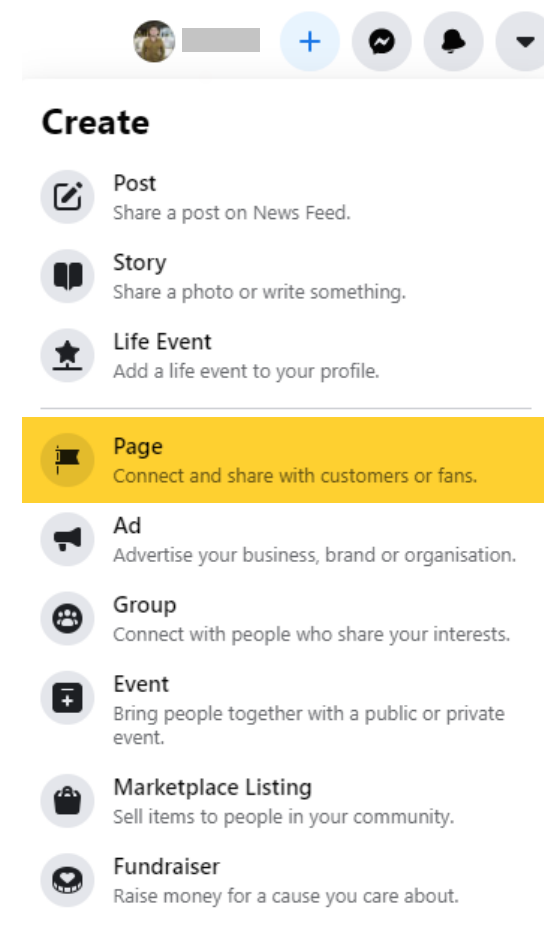 Create
Post
Share a post on News Feed.
Story
Share a photo or write something.
Life Event
Add a life event to your profile.
Page
Connect and share with customers or fans.
Ad
Advertise your business, brand or organisation.
Group
Connect with people who share your interests.
Event
Bring people together with a public or private
event.
Marketplace Listing
Sell items to people in your community.
Fundraiser
Raise money for a cause you care about.